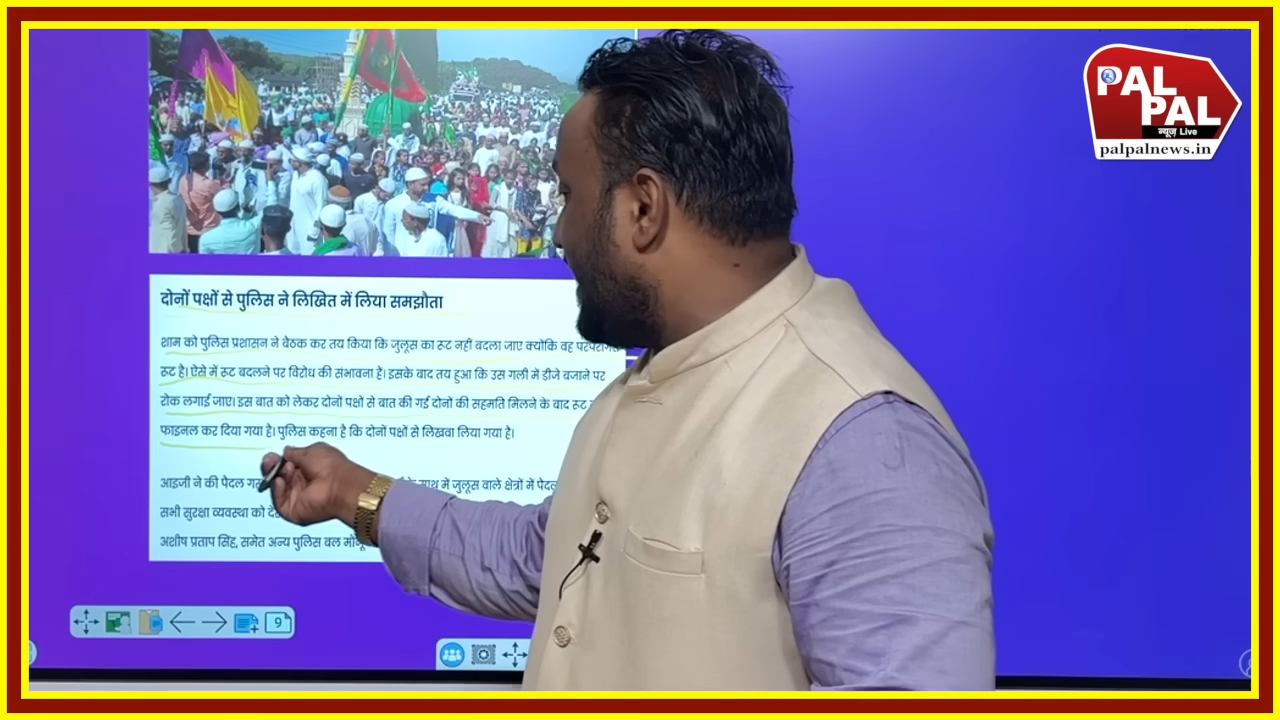 PAL
PAL
न्यूज़ Live
palpalnews.in
दोनों पक्षों से पुलिस ने लिखित में लिया समझौता
शाम को पुलिस प्रशासन ने बैठक कर तय किया कि जुलूस का रूट नहीं बदला जाए क्योंकि वह
रूट है। ऐसे में रूट बदलने पर विरोध की संभावना है। इसके बाद तय हुआ कि उस गली में डीजे बजाने पर
रोक लगाई जाए। इस बात को लेकर दोनों पक्षों से बात की गई दोनों की सहमति मिलने के बाद रूट
फाइनल कर दिया गया है। पुलिस कहना है कि दोनों पक्षों से लिखवा लिया गया है।
आइजी ने की पैदल साथ में जुलूस वाले क्षेत्रों में
सभी सुरक्षा व्यवस्था को
अशीष प्रताप सिंह, समेत अन्य पुलिस बल
9